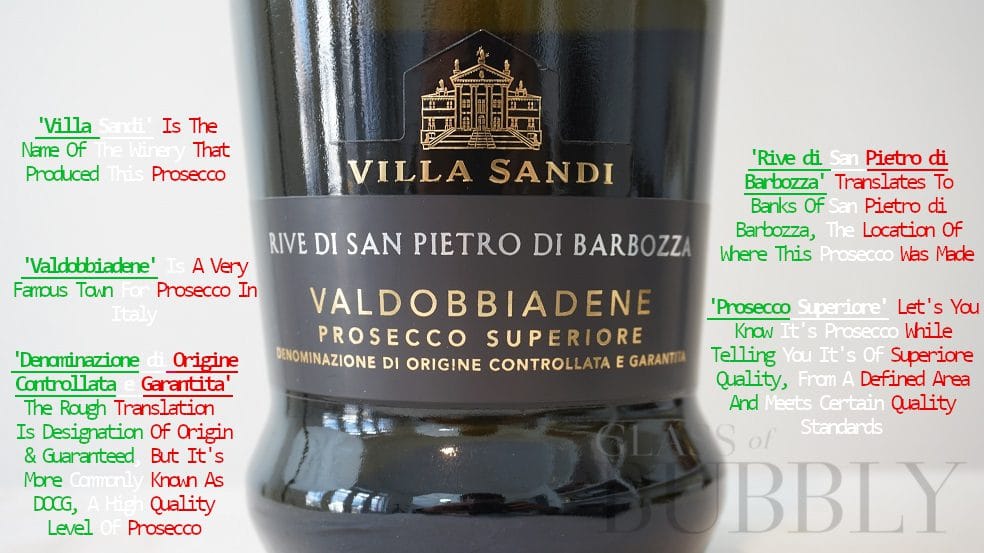 'Villa Sandi' Is The
Name Of The Winery That
Produced This Prosecco
'Valdobbiadene' Is A Very
Famous Town For Prosecco In
Italy
'Denominazione di Origine
Controllata e Garantita'
The Rough Translation
Is Designation Of Origin
& Guaranteed, But It's
More Commonly Known As
DOCG, A High Quality
Level Of Prosecco
VILLA SANDI
RIVE DI SAN PIETRO DI BARBOZZA
VALDOBBIADENE
PROSECCO SUPERIORE
DENOMINAZIONE DI ORIGINE CONTROLLATA E GARANTITA
'Rive di San Pietro di
Barbozza' Translates To
Banks Of San Pietro di
Barbozza, The Location Of
Where This Prosecco Was Made
'Prosecco Superiore' Let's You
Know It's Prosecco While
Telling You It's Of Superiore
Quality, From A Defined Area
And Meets Certain Quality
Standards
GLASS of
BUBBLY